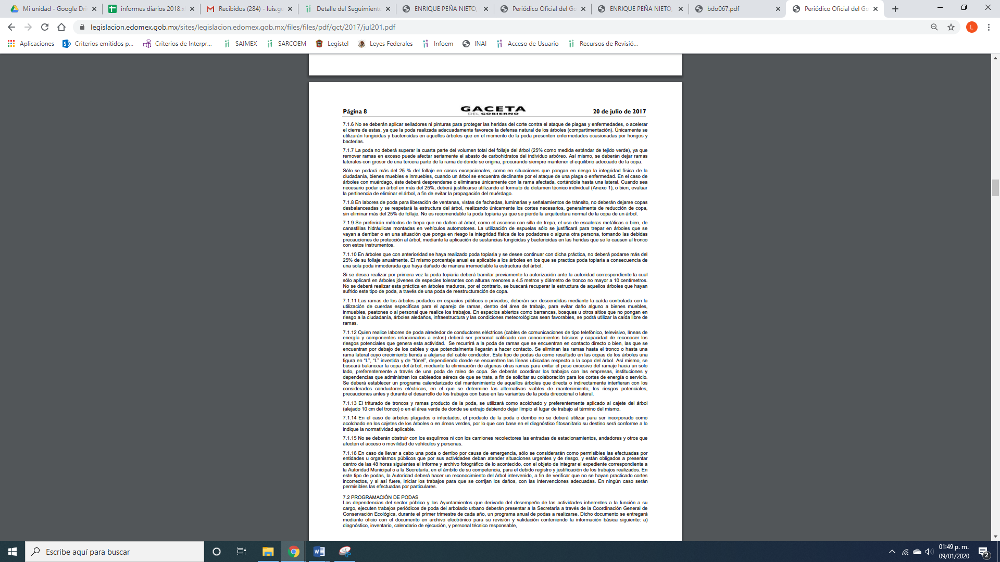 Mi unidad - Google Dri
informes diarios 2018.x
Recibidos (284) - luis.gu
Detalle del Seguimiento
ENRIQUE PEÑA NIETO,
Periódico Oficial del Go
ENRIQUE PEÑA NIETO,
bdo067.pdf
Periódico Oficial del Go
legislacion.edomex.gob.mx/sites/legislacion.edomex.gob.mx/files/files/pdf/gct/2017/jul201.pdf
L
Aplicaciones
Criterios emitidos p...
Criterios de Interpr...
SAIMEX
SARCOEM
Legistel
Leyes Federales
Infoem
INAI
Acceso de Usuario
Recursos de Revisió...
Página 8
GACETA
DEL GOBIERNO
20 de julio de 2017
7.1.6 No se deberán aplicar selladores ni pinturas para proteger las heridas del corte contra el ataque de plagas y enfermedades, o acelerar
el cierre de estas, ya que la poda realizada adecuadamente favorece la defensa natural de los árboles (compartimentación). Únicamente se
utilizarán fungicidas y bactericidas en aquellos árboles que en el momento de la poda presenten enfermedades ocasionadas por hongos y
bacterias.
7.1.7 La poda no deberá superar la cuarta parte del volumen total del follaje del árbol (25% como medida estándar de tejido verde), ya que
remover ramas en exceso puede afectar seriamente el abasto de carbohidratos del individuo arbóreo. Así mismo, se deberán dejar ramas
laterales con grosor de una tercera parte de la rama de donde se origina, procurando siempre mantener el equilibrio adecuado de la copa.
Sólo se podará más del 25 % del follaje en casos excepcionales, como en situaciones que pongan en riesgo la integridad física de la
ciudadanía, bienes muebles e inmuebles, cuando un árbol se encuentra declinante por el ataque de una plaga o enfermedad. En el caso de
árboles con muérdago, éste deberá desprenderse o eliminarse únicamente con la rama afectada, cortándola hasta una lateral. Cuando sea
necesario podar un árbol en más del 25%, deberá justificarse utilizando el formato de dictamen técnico individual (Anexo 1), o bien, evaluar
la pertinencia de eliminar el árbol, a fin de evitar la propagación del muérdago.
7.1.8 En labores de poda para liberación de ventanas, vistas de fachadas, luminarias y señalamientos de tránsito, no deberán dejarse copas
desbalanceadas y se respetará la estructura del árbol, realizando únicamente los cortes necesarios, generalmente de reducción de copa,
sin eliminar más del 25% de follaje. No es recomendable la poda topiaria ya que se pierde la arquitectura normal de la copa de un árbol.
7.1.9 Se preferirán métodos de trepa que no dañen al árbol, como el ascenso con silla de trepa, el uso de escaleras metálicas o bien, de
canastillas hidráulicas montadas en vehículos automotores. La utilización de espuelas sólo se justificará para trepar en árboles que se
vayan a derribar o en una situación que ponga en riesgo la integridad física de los podadores o alguna otra persona, tomando las debidas
precauciones de protección al árbol, mediante la aplicación de sustancias fungicidas y bactericidas en las heridas que se le causen al tronco
con estos instrumentos.
7.1.10 En árboles que con anterioridad se haya realizado poda topiaria y se desee continuar con dicha práctica, no deberá podarse más del
25% de su follaje anualmente. El mismo porcentaje anual es aplicable a los árboles en los que se practica poda topiaria a consecuencia de
una sola poda inmoderada que haya dañado de manera irremediable la estructura del árbol.
Si se desea realizar por primera vez la poda topiaria deberá tramitar previamente la autorización ante la autoridad correspondiente la cual
sólo aplicará en árboles jóvenes de especies tolerantes con alturas menores a 4.5 metros y diámetro de tronco no mayor a 10 centímetros.
No se deberá realizar esta práctica en árboles maduros, por el contrario, se buscará recuperar la estructura de aquellos árboles que hayan
sufrido este tipo de poda, a través de una poda de reestructuración de copa.
7.1.11 Las ramas de los árboles podados en espacios públicos o privados, deberán ser descendidas mediante la caída controlada con la
utilización de cuerdas específicas para el aparejo de ramas, dentro del área de trabajo, para evitar daño alguno a bienes muebles,
inmuebles, peatones o al personal que realice los trabajos. En espacios abiertos como barrancas, bosques u otros sitios que no pongan en
riesgo a la ciudadanía, árboles aledaños, infraestructura y las condiciones meteorológicas sean favorables, se podrá utilizar la caída libre de
ramas.
7.1.12 Quien realice labores de poda alrededor de conductores eléctricos (cables de comunicaciones de tipo telefónico, televisivo, líneas de
energía y componentes relacionados a estos) deberá ser personal calificado con conocimientos básicos y capacidad de reconocer los
riesgos potenciales que genera esta actividad.  Se recurrirá a la poda de ramas que se encuentran en contacto directo o bien, las que se
encuentran por debajo de los cables y que potencialmente llegarán a hacer contacto. Se eliminan las ramas hasta el tronco o hasta una
rama lateral cuyo crecimiento tienda a alejarse del cable conductor. Este tipo de podas da como resultado en las copas de los árboles una
figura en “L”, “L” invertida y de “túnel”, dependiendo donde se encuentren las líneas ubicadas respecto a la copa del árbol. Así mismo, se
buscará balancear la copa del árbol, mediante la eliminación de algunas otras ramas para evitar el peso excesivo del ramaje hacia un solo
lado, preferentemente a través de una poda de raleo de copa. Se deberán coordinar los trabajos con las empresas, instituciones y
dependencias que administren los cableados aéreos de que se trate, a fin de solicitar su colaboración para los cortes de energía o servicio.
Se deberá establecer un programa calendarizado del mantenimiento de aquellos árboles que directa o indirectamente interfieran con los
considerados conductores eléctricos, en el que se determine las alternativas viables de mantenimiento, los riesgos potenciales,
precauciones antes y durante el desarrollo de los trabajos con base en las variantes de la poda direccional o lateral.
7.1.13 El triturado de troncos y ramas producto de la poda, se utilizará como acolchado y preferentemente aplicado al cajete del árbol
(alejado 10 cm del tronco) o en el área verde de donde se extrajo debiendo dejar limpio el lugar de trabajo al término del mismo.
7.1.14 En el caso de árboles plagados o infectados, el producto de la poda o derribo no se deberá utilizar para ser incorporado como
acolchado en los cajetes de los árboles o en áreas verdes, por lo que con base en el diagnóstico fitosanitario su destino será conforme a lo
indique la normatividad aplicable.
7.1.15 No se deberán obstruir con los esquilmos ni con los camiones recolectores las entradas de estacionamientos, andadores y otros que
afecten el acceso o movilidad de vehículos y personas.
7.1.16 En caso de llevar a cabo una poda o derribo por causa de emergencia, sólo se considerarán como permisibles las efectuadas por
entidades u organismos públicos que por sus actividades deban atender situaciones urgentes y de riesgo, y están obligados a presentar
dentro de las 48 horas siguientes el informe y archivo fotográfico de lo acontecido, con el objeto de integrar el expediente correspondiente a
la Autoridad Municipal o a la Secretaría, en el ámbito de su competencia, para el debido registro y justificación de los trabajos realizados. En
este tipo de podas, la Autoridad deberá hacer un reconocimiento del árbol intervenido, a fin de verificar que no se hayan practicado cortes
incorrectos, y si así fuere, iniciar los trabajos para que se corrijan los daños, con las intervenciones adecuadas. En ningún caso serán
permisibles las efectuadas por particulares.
7.2 PROGRAMACIÓN DE PODAS
Las dependencias del sector público y los Ayuntamientos que derivado del desempeño de las actividades inherentes a la función a su
cargo, ejecuten trabajos periódicos de poda del arbolado urbano deberán presentar a la Secretaría a través de la Coordinación General de
Conservación Ecológica, durante el primer trimestre de cada año, un programa anual de podas a realizarse. Dicho documento se entregará
mediante oficio con el documento en archivo electrónico para su revisión y validación conteniendo la información básica siguiente: a)
diagnóstico, inventario, calendario de ejecución, y personal técnico responsable,
Escribe aquí para buscar
01:49 p. m.
09/01/2020
2